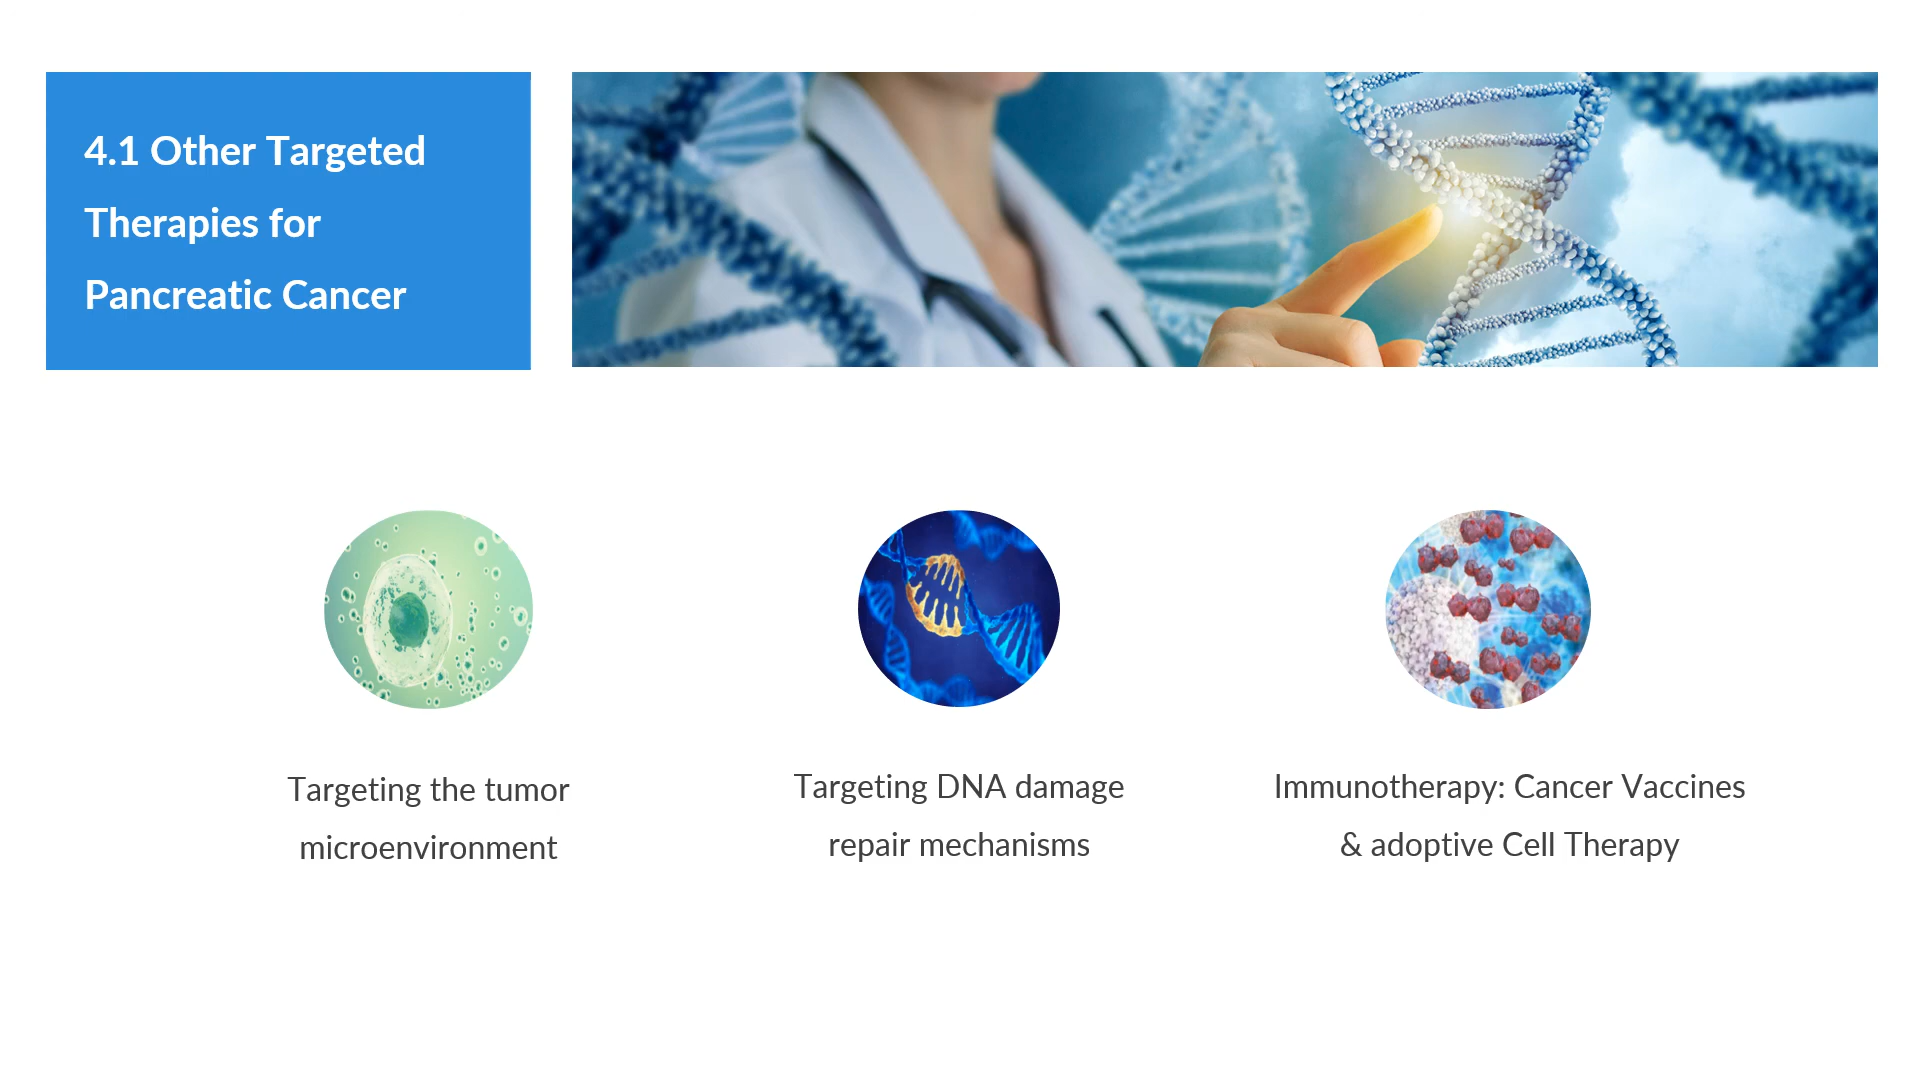 4.1 Other Targeted
Therapies for
Pancreatic Cancer
Targeting the tumor
microenvironment
Targeting DNA damage
repair mechanisms
Immunotherapy: Cancer Vaccines
& adoptive Cell Therapy